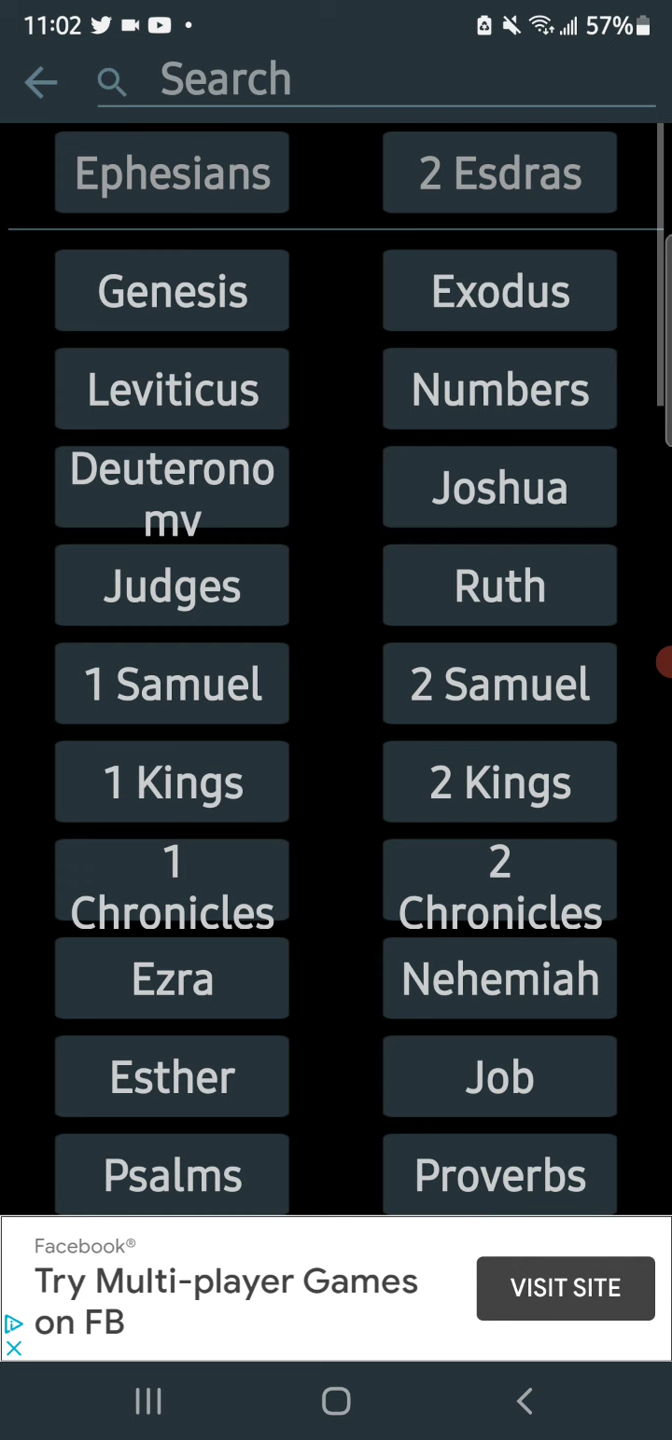 11:02 57%
Search
Ephesians 2 Esdras
Genesis Exodus
Leviticus Numbers
Deuterono
my Joshua
Judges Ruth
1 Samuel 2 Samuel
1 Kings 2 Kings
1 2
Chronicles Chronicles
Ezra Nehemiah
Esther Job
Psalms Proverbs
Facebook®
Try Multi-player Games
on FB
VISIT SITE